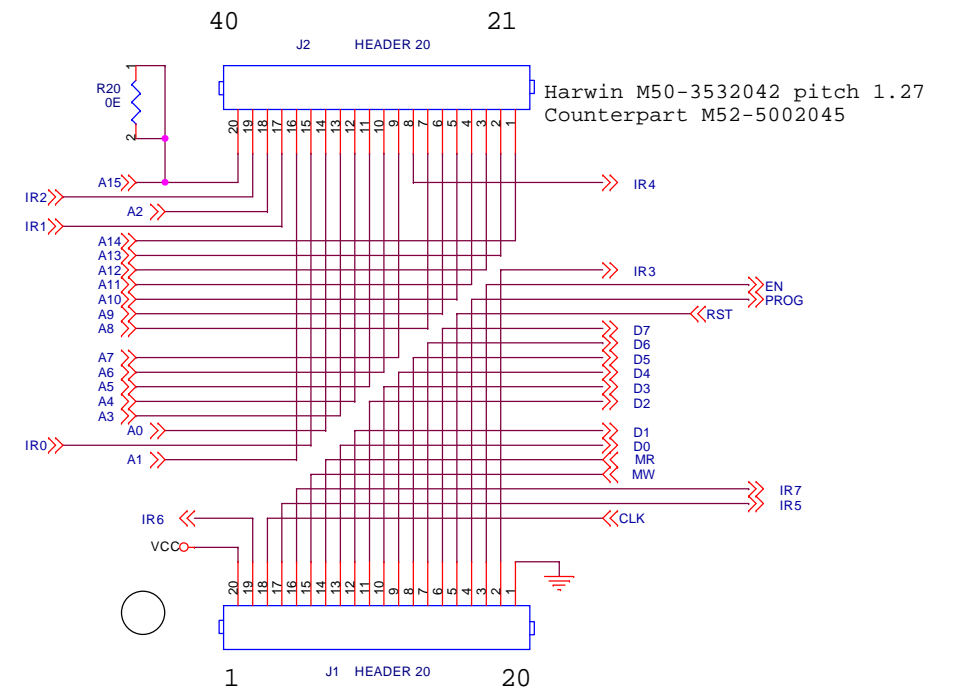 40
21
J2 HEADER 20
R20
0E
1
2
Harwin M50-3532042 pitch 1.27
Counterpart M52-5002045
20 19 18 17 16 15 14 13 12 11 10 9 8 7 6 5 4 3 2 1
A15
IR4
IR2
A2
IR1
A14
A13
A12
IR3
A11
EN
A10
PROG
A9
RST
A8
D7
D6
A7
D5
A6
D4
A5
D3
A4
D2
A3
A0
D1
IR0
D0
A1
MR
MW
IR7
IR5
IR6
CLK
VCC
20 19 18 17 16 15 14 13 12 11 10 9 8 7 6 5 4 3 2 1
J1 HEADER 20
1
20